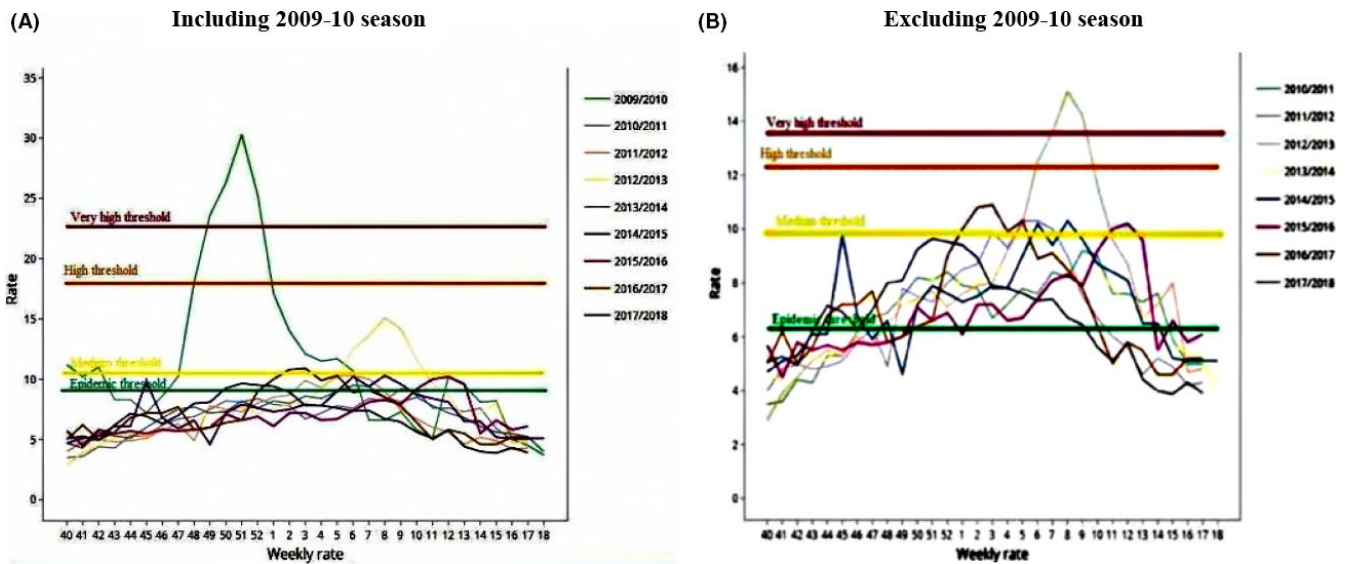 (A) Including 2009-10 season
35
30
25
20
15
10
5
0
Rate
Very high threshold
High threshold
Medium threshold
Epidemic threshold
40 41 42 43 44 45 46 47 48 49 50 51 52 1 2 3 4 5 6 7 8 9 10 11 12 13 14 15 16 17 18
Weekly rate
2009/2010
2010/2011
2011/2012
2012/2013
2013/2014
2014/2015
2015/2016
2016/2017
2017/2018
(B) Excluding 2009-10 season
16
14
12
10
8
6
4
2
0
Rate
Very high threshold
High threshold
Medium threshold
Epidemic threshold
40 41 42 43 44 45 46 47 48 49 50 51 52 1 2 3 4 5 6 7 8 9 10 11 12 13 14 15 16 17 18
Weekly rate
2010/2011
2011/2012
2012/2013
2013/2014
2014/2015
2015/2016
2016/2017
2017/2018